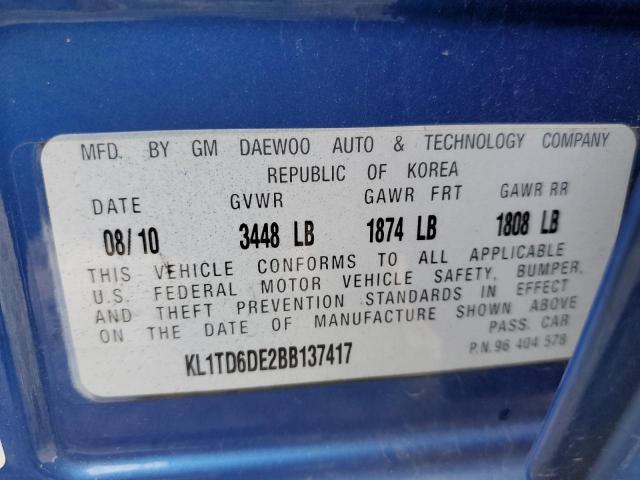 MFD. BY GM DAEWOO AUTO & TECHNOLOGY COMPANY
REPUBLIC OF KOREA
DATE GVWR GAWR FRT GAWR RR
08/10 3448 LB 1874 LB 1808 LB
THIS VEHICLE CONFORMS TO ALL APPLICABLE
U.S. FEDERAL MOTOR VEHICLE SAFETY, BUMPER,
AND THEFT PREVENTION STANDARDS IN EFFECT
ON THE DATE OF MANUFACTURE SHOWN ABOVE
PASS. CAR
KL1TD6DE2BB137417
P.N. 96 404 578